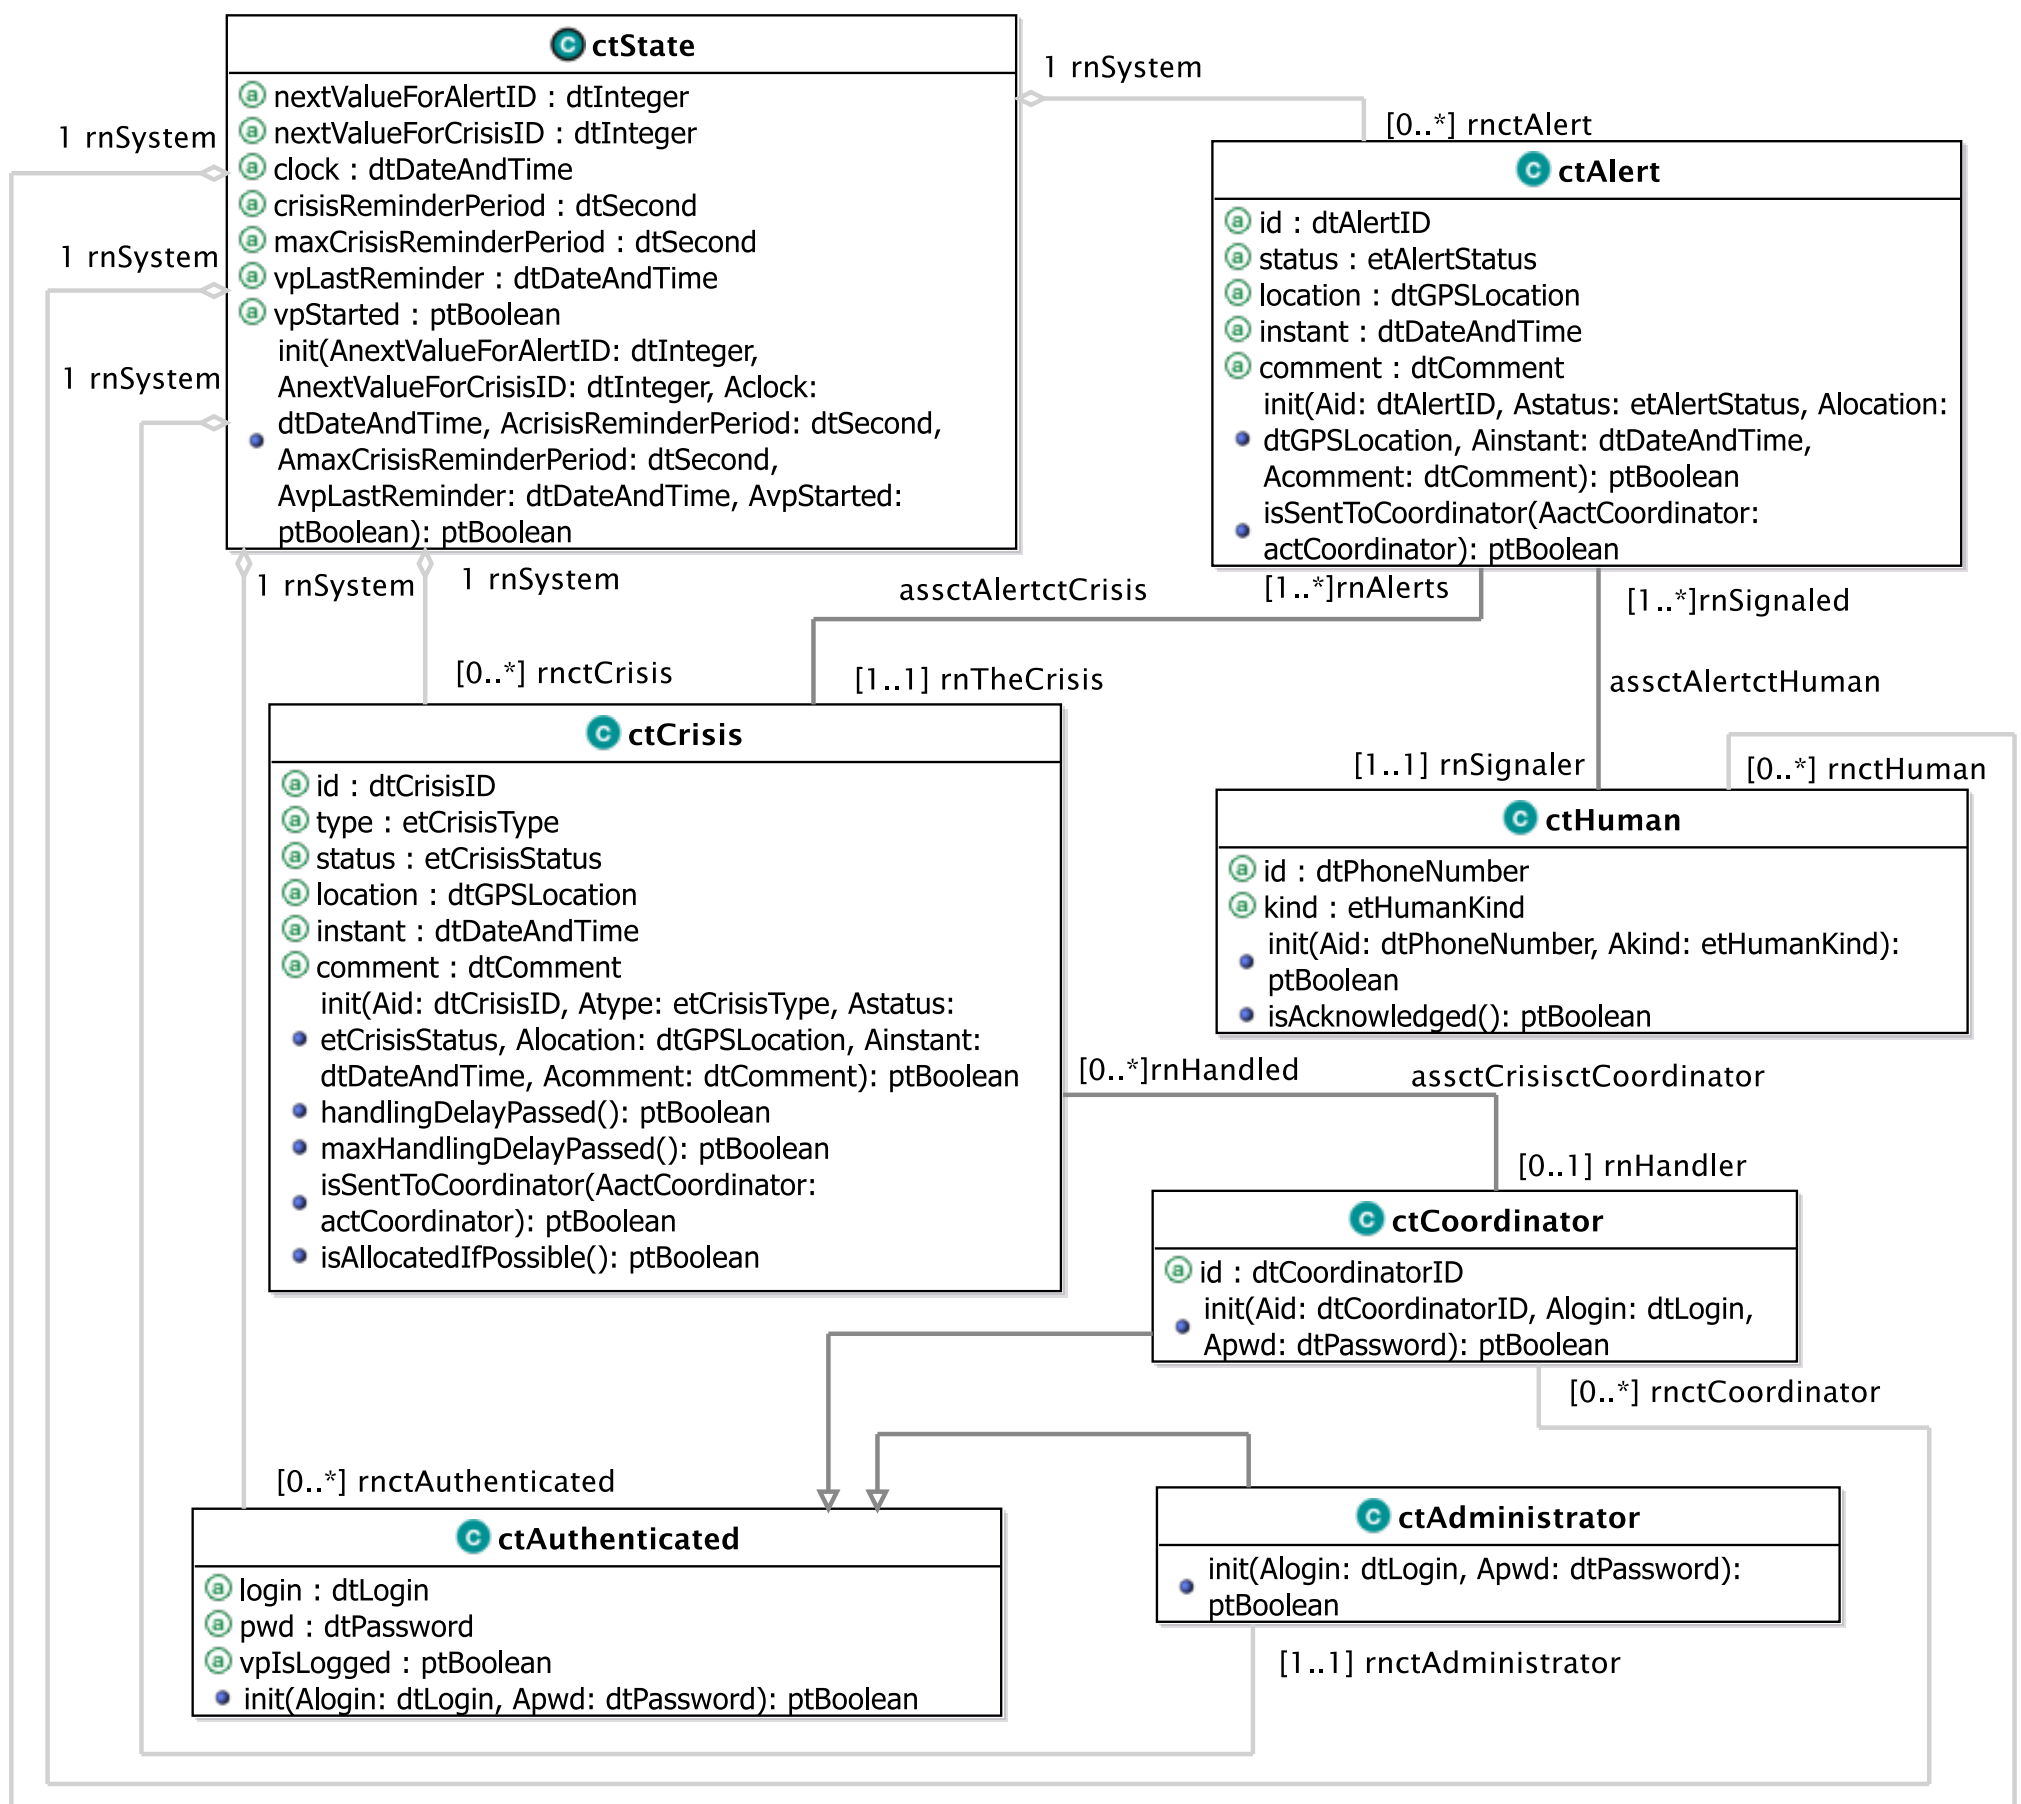 ctState
nextValueForAlertID : dtInteger
nextValueForCrisisID : dtInteger
clock : dtDateAndTime
crisisReminderPeriod : dtSecond
maxCrisisReminderPeriod : dtSecond
vpLastReminder : dtDateAndTime
vpStarted : ptBoolean
init(AnextValueForAlertID: dtInteger,
AnextValueForCrisisID: dtInteger, Aclock:
dtDateAndTime, AcrisisReminderPeriod: dtSecond,
AmaxCrisisReminderPeriod: dtSecond,
AvpLastReminder: dtDateAndTime, AvpStarted:
ptBoolean): ptBoolean
1 rnSystem
1 rnSystem
1 rnSystem
1 rnSystem
1 rnSystem
1 rnSystem
[0..*] rnctAlert
ctAlert
id : dtAlertID
status : etAlertStatus
location : dtGPSLocation
instant : dtDateAndTime
comment : dtComment
init(Aid: dtAlertID, Astatus: etAlertStatus, Alocation:
dtGPSLocation, Ainstant: dtDateAndTime,
Acomment: dtComment): ptBoolean
isSentToCoordinator(AactCoordinator:
actCoordinator): ptBoolean
assctAlertctCrisis
[1..*]rnAlerts
[1..*]rnSignaled
[0..*] rnctCrisis
[1..1] rnTheCrisis
assctAlertctHuman
[1..1] rnSignaler
[0..*] rnctHuman
ctCrisis
id : dtCrisisID
type : etCrisisType
status : etCrisisStatus
location : dtGPSLocation
instant : dtDateAndTime
comment : dtComment
init(Aid: dtCrisisID, Atype: etCrisisType, Astatus:
etCrisisStatus, Alocation: dtGPSLocation, Ainstant:
dtDateAndTime, Acomment: dtComment): ptBoolean
handlingDelayPassed(): ptBoolean
maxHandlingDelayPassed(): ptBoolean
isSentToCoordinator(AactCoordinator:
actCoordinator): ptBoolean
isAllocatedIfPossible(): ptBoolean
ctHuman
id : dtPhoneNumber
kind : etHumanKind
init(Aid: dtPhoneNumber, Akind: etHumanKind):
ptBoolean
isAcknowledged(): ptBoolean
[0..*]rnHandled
assctCrisisctCoordinator
[0..1] rnHandler
ctCoordinator
id : dtCoordinatorID
init(Aid: dtCoordinatorID, Alogin: dtLogin,
Apwd: dtPassword): ptBoolean
[0..*] rnctCoordinator
[0..*] rnctAuthenticated
ctAuthenticated
login : dtLogin
pwd : dtPassword
vpIsLogged : ptBoolean
init(Alogin: dtLogin, Apwd: dtPassword): ptBoolean
ctAdministrator
init(Alogin: dtLogin, Apwd: dtPassword):
ptBoolean
[1..1] rnctAdministrator